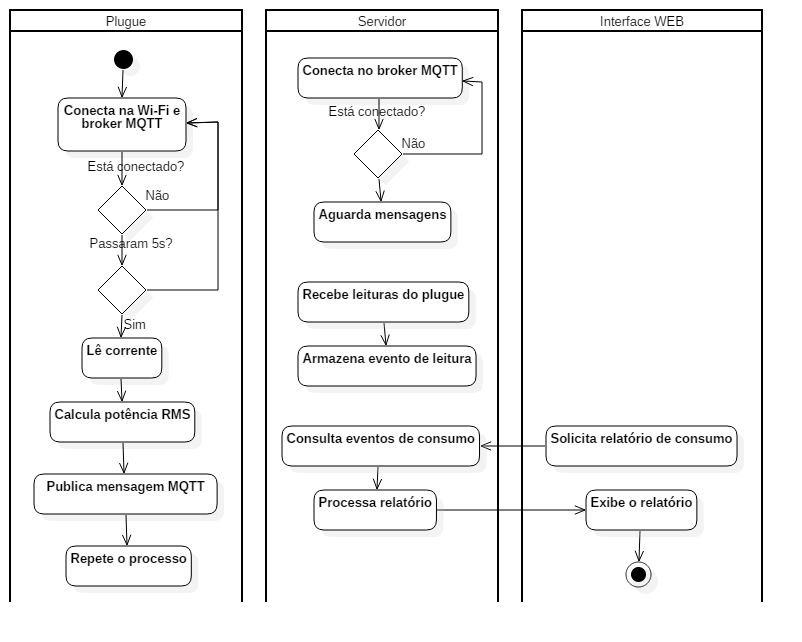 Plugue
Conecta na Wi-Fi e
broker MQTT
Está conectado?
Não
Passaram 5s?
Sim
Lê corrente
Calcula potência RMS
Publica mensagem MQTT
Repete o processo
Servidor
Conecta no broker MQTT
Está conectado?
Não
Aguarda mensagens
Recebe leituras do plugue
Armazena evento de leitura
Consulta eventos de consumo
Processa relatório
Interface WEB
Solicita relatório de consumo
Exibe o relatório